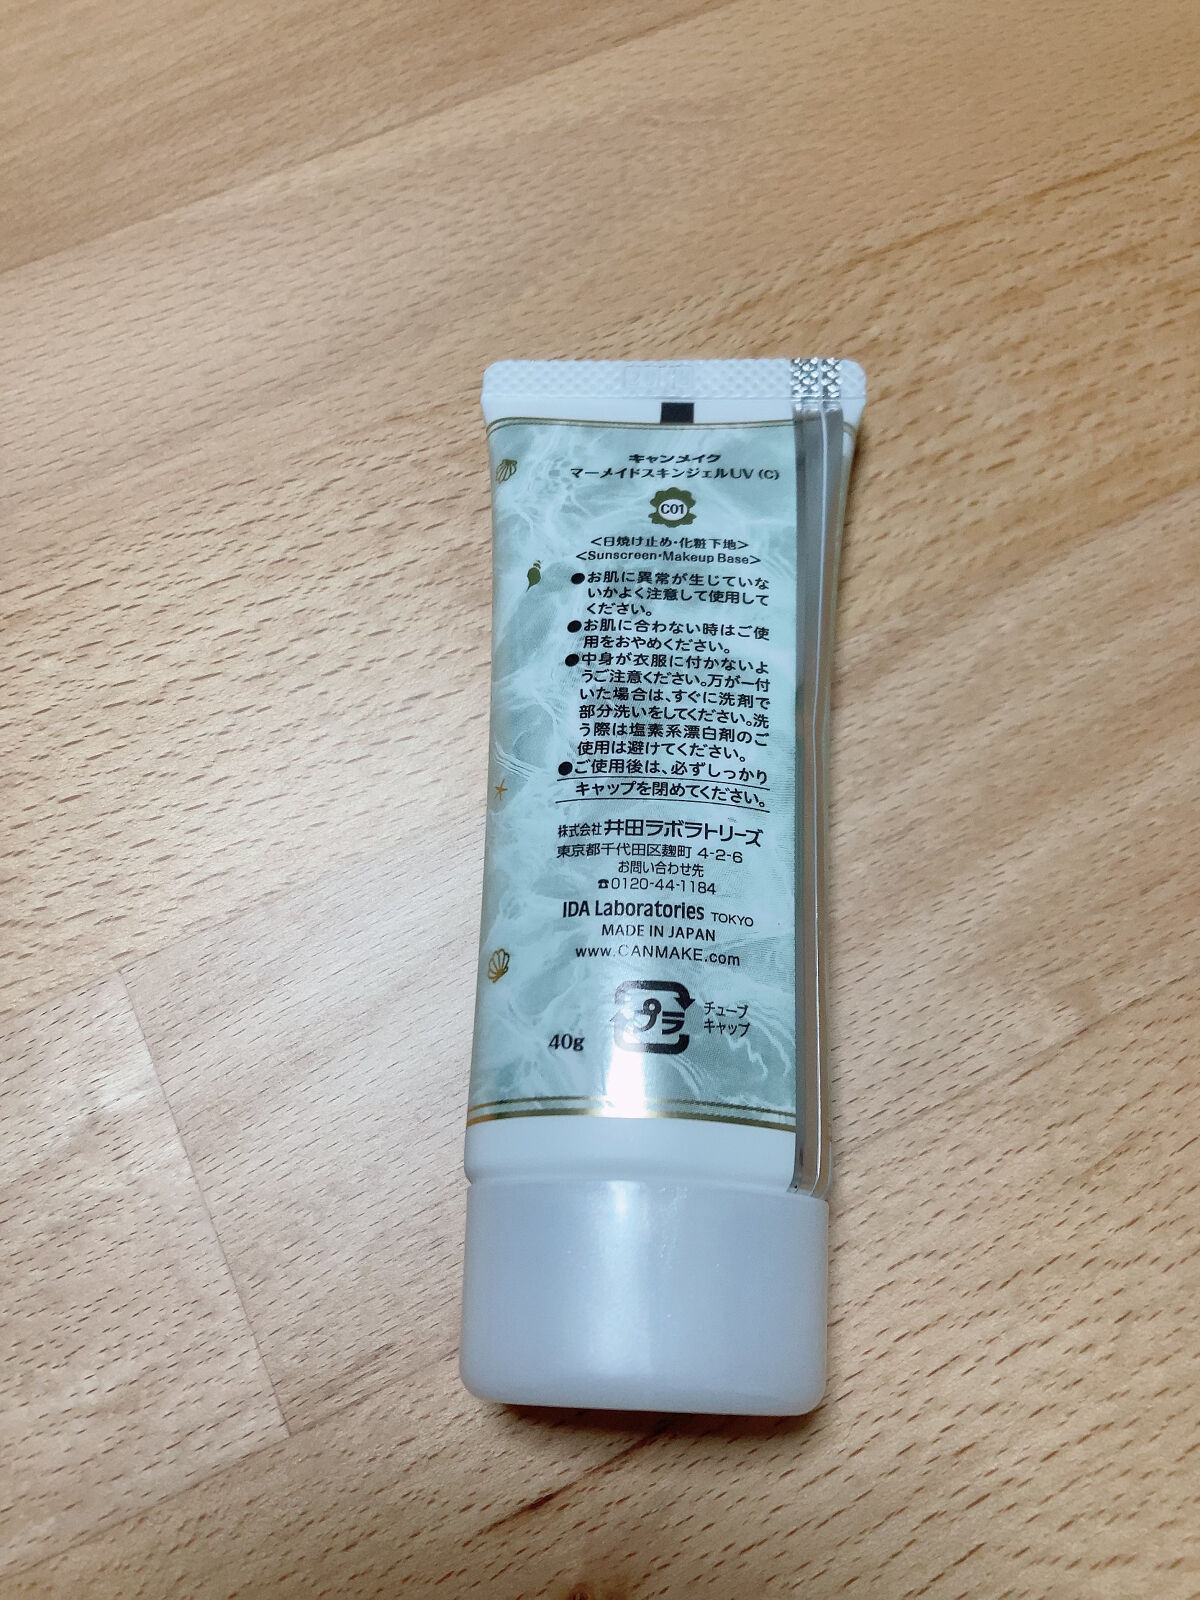 キャンメイク
マーメイドスキンジェルUV (C)
C01
<日焼け止め・化粧下地>
<Sunscreen・Makeup Base>
●お肌に異常が生じていな
いかよく注意して使用して
ください。
●お肌に合わない時はご使
用をおやめください。
●中身が衣服に付かないよ
うご注意ください。万が一付
いた場合は、すぐに洗剤で
部分洗いをしてください。洗
う際は塩素系漂白剤のご
使用は避けてください。
●ご使用後は、必ずしっかり
キャップを閉めてください。
株式会社 井田ラボラトリーズ
東京都千代田区麹町 4-2-6
お問い合わせ先
☎0120-44-1184
IDA Laboratories TOKYO
MADE IN JAPAN
www.CANMAKE.com
プラ
チューブ
キャップ
40g